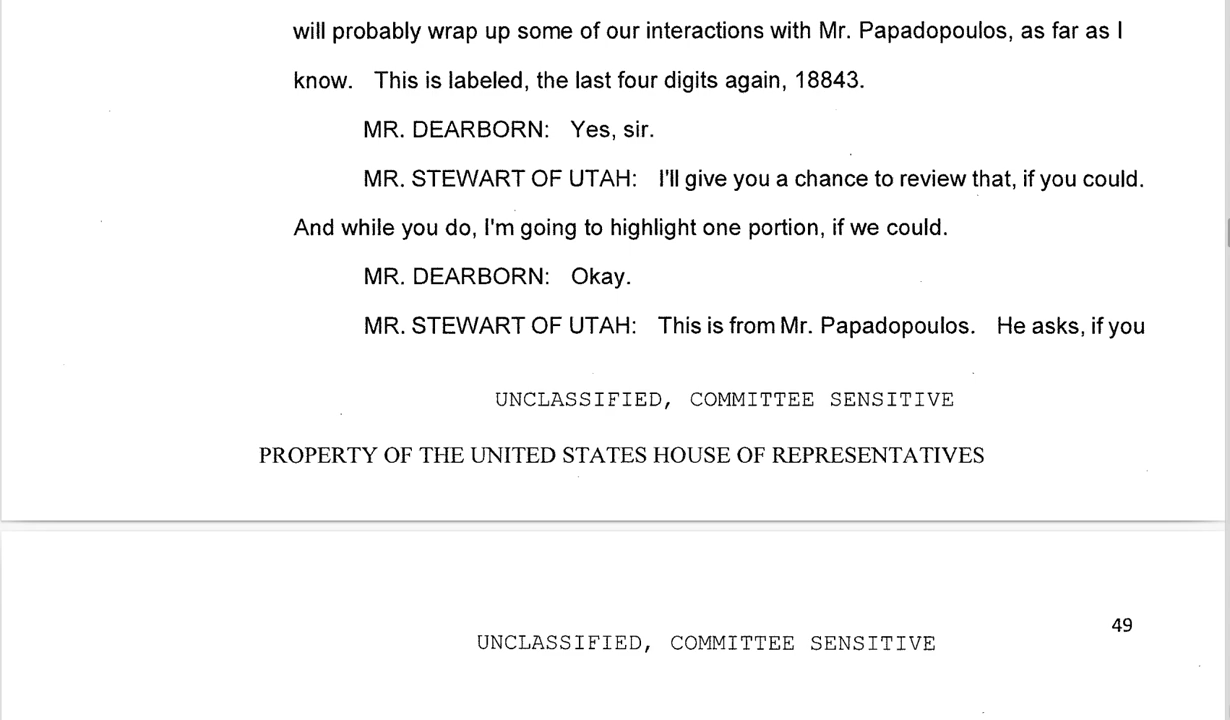 will probably wrap up some of our interactions with Mr. Papadopoulos, as far as I
know. This is labeled, the last four digits again, 18843.
MR. DEARBORN: Yes, sir.
MR. STEWART OF UTAH: I'll give you a chance to review that, if you could.
And while you do, I'm going to highlight one portion, if we could.
MR. DEARBORN: Okay.
MR. STEWART OF UTAH: This is from Mr. Papadopoulos. He asks, if you
UNCLASSIFIED, COMMITTEE SENSITIVE
PROPERTY OF THE UNITED STATES HOUSE OF REPRESENTATIVES
49
UNCLASSIFIED, COMMITTEE SENSITIVE